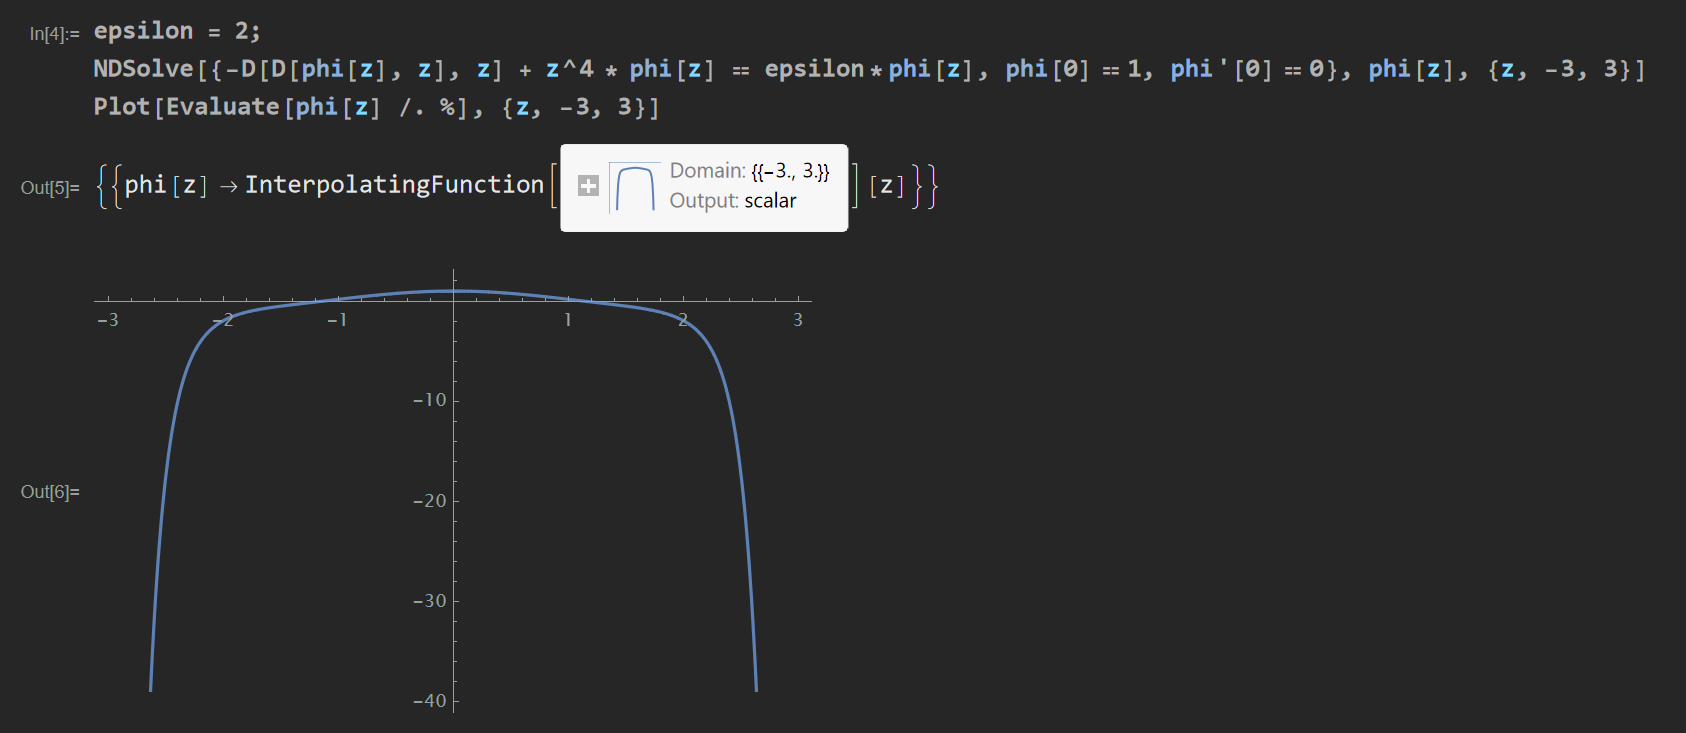 In[4]:= epsilon = 2;
NDSolve[{-D[D[phi[z], z], z] + z^4 * phi[z] == epsilon*phi[z], phi[0] == 1, phi'[0] == 0}, phi[z], {z, -3, 3}]
Plot[Evaluate[phi[z] /. %], {z, -3, 3}]
Out[5]= {{phi[z] → InterpolatingFunction[ Domain: {{-3., 3.}} Output: scalar ][z]}}
-3 -2 -1 1 2 3
-10
-20
Out[6]=
-30
-40